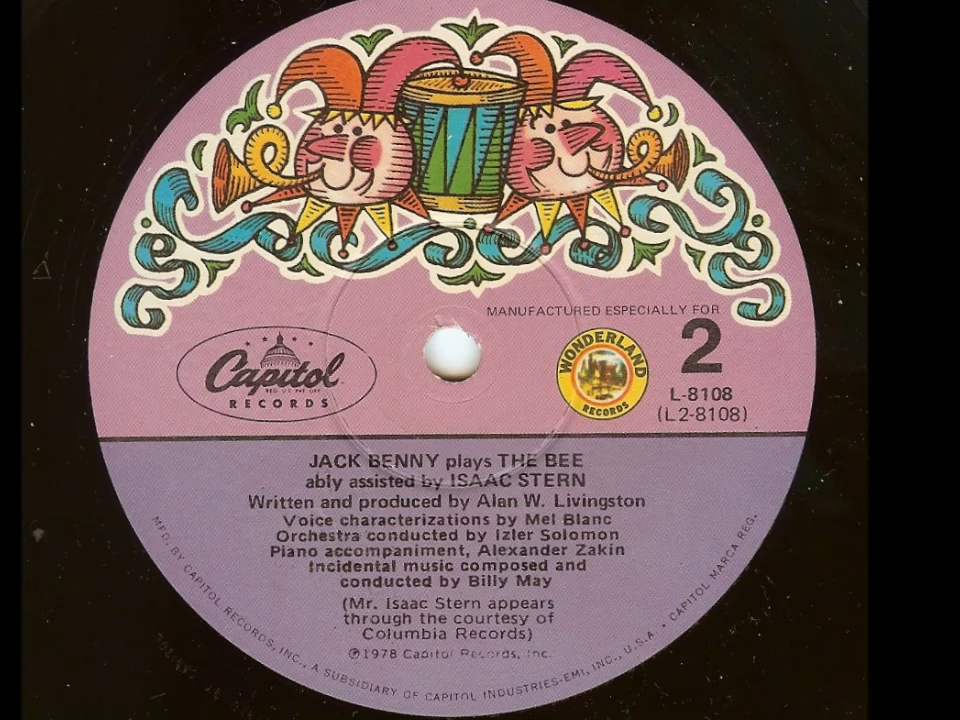 MANUFACTURED ESPECIALLY FOR
Capitol
REG. U.S. PAT. OFF.
RECORDS
WONDERLAND
RECORDS
2
L-8108
(L2-8108)
JACK BENNY plays THE BEE
ably assisted by ISAAC STERN
Written and produced by Alan W. Livingston
Voice characterizations by Mel Blanc
Orchestra conducted by Izler Solomon
Piano accompaniment, Alexander Zakin
Incidental music composed and
conducted by Billy May
(Mr. Isaac Stern appears
through the courtesy of
Columbia Records)
℗1978 Capitol Records, Inc.
MFD. BY CAPITOL RECORDS, INC., A SUBSIDIARY OF CAPITOL INDUSTRIES-EMI, INC., U.S.A. • CAPITOL MARCA REG.